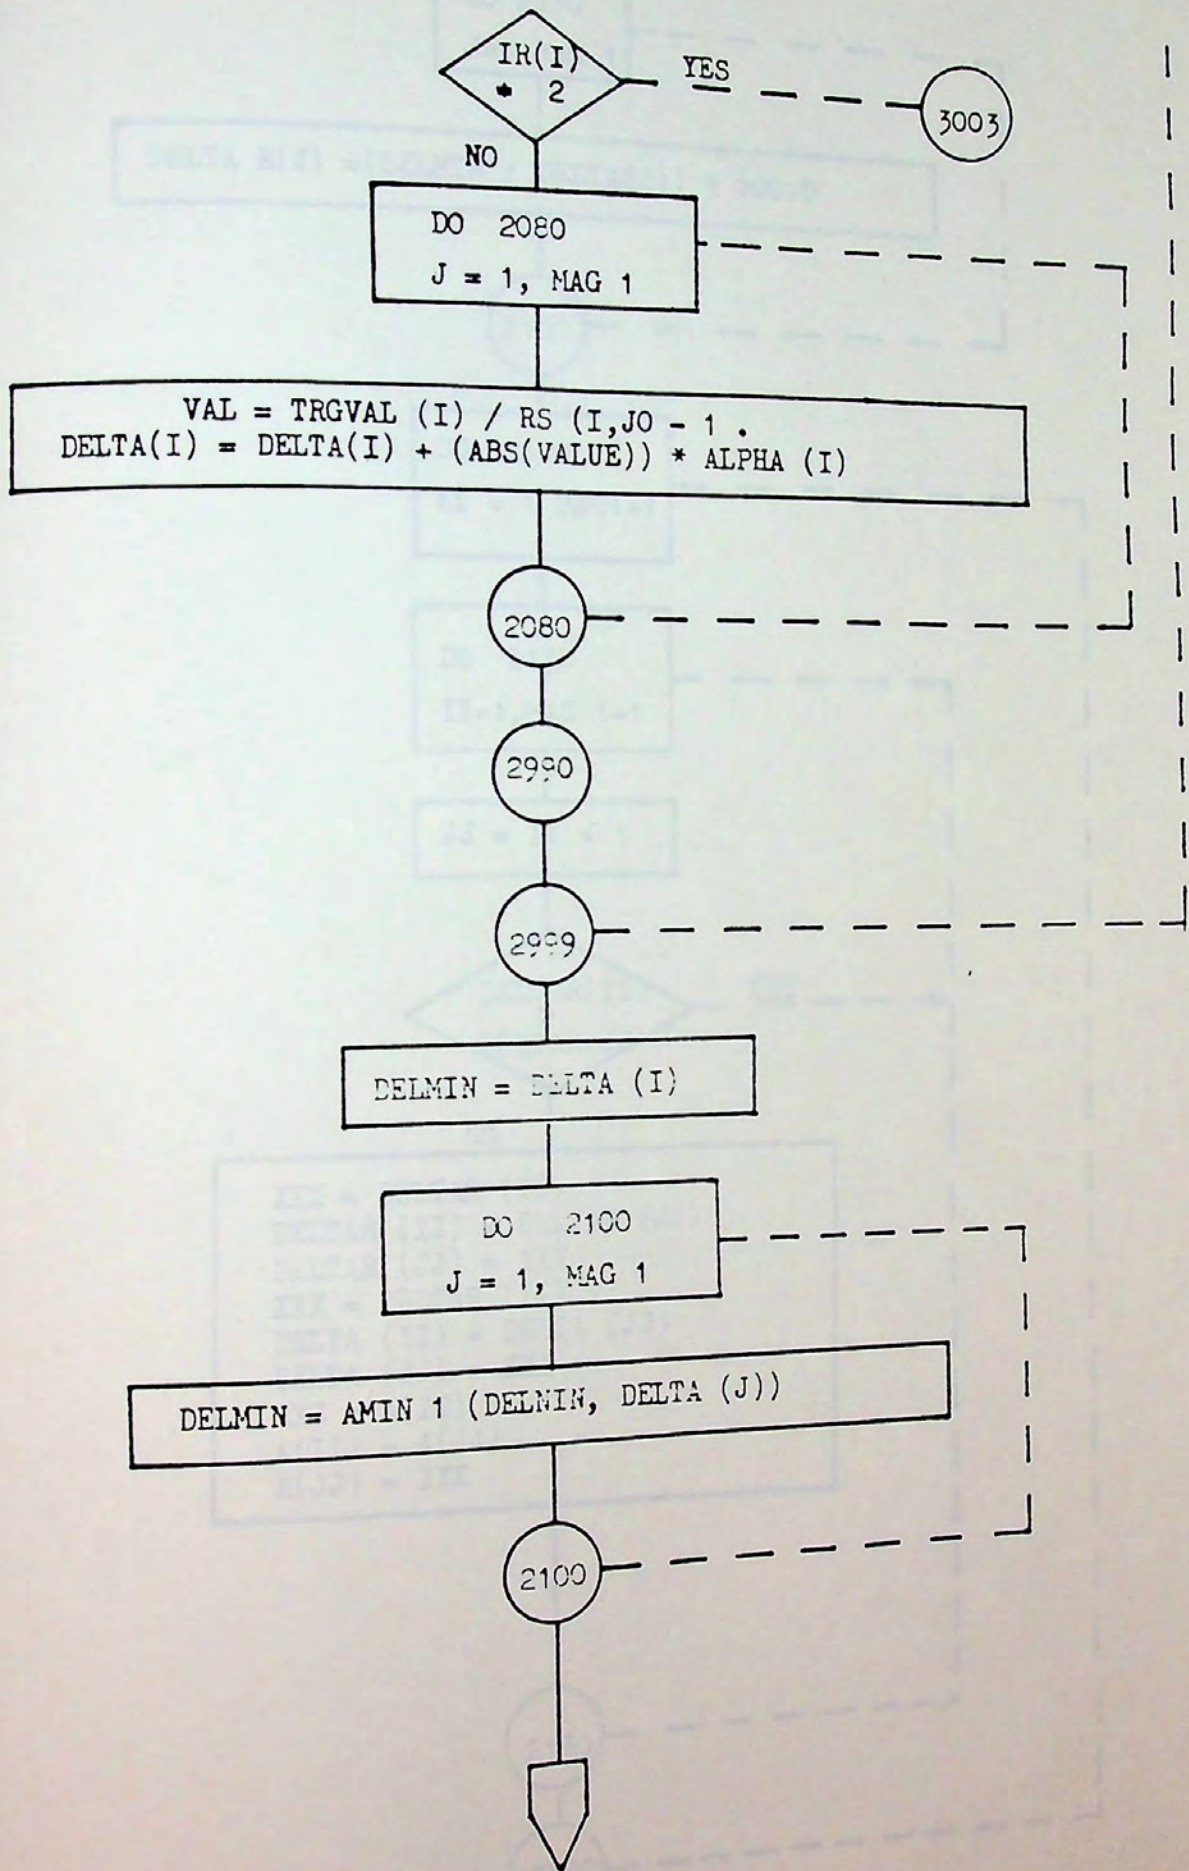 IR(I)
* 2
YES
3003
NO
DO 2080
J = 1, MAG 1
VAL = TRGVAL (I) / RS (I,JO - 1 .
DELTA(I) = DELTA(I) + (ABS(VALUE)) * ALPHA (I)
2080
2990
2999
DELMIN = DELTA (I)
DO 2100
J = 1, MAG 1
DELMIN = AMIN 1 (DELNIN, DELTA (J))
2100